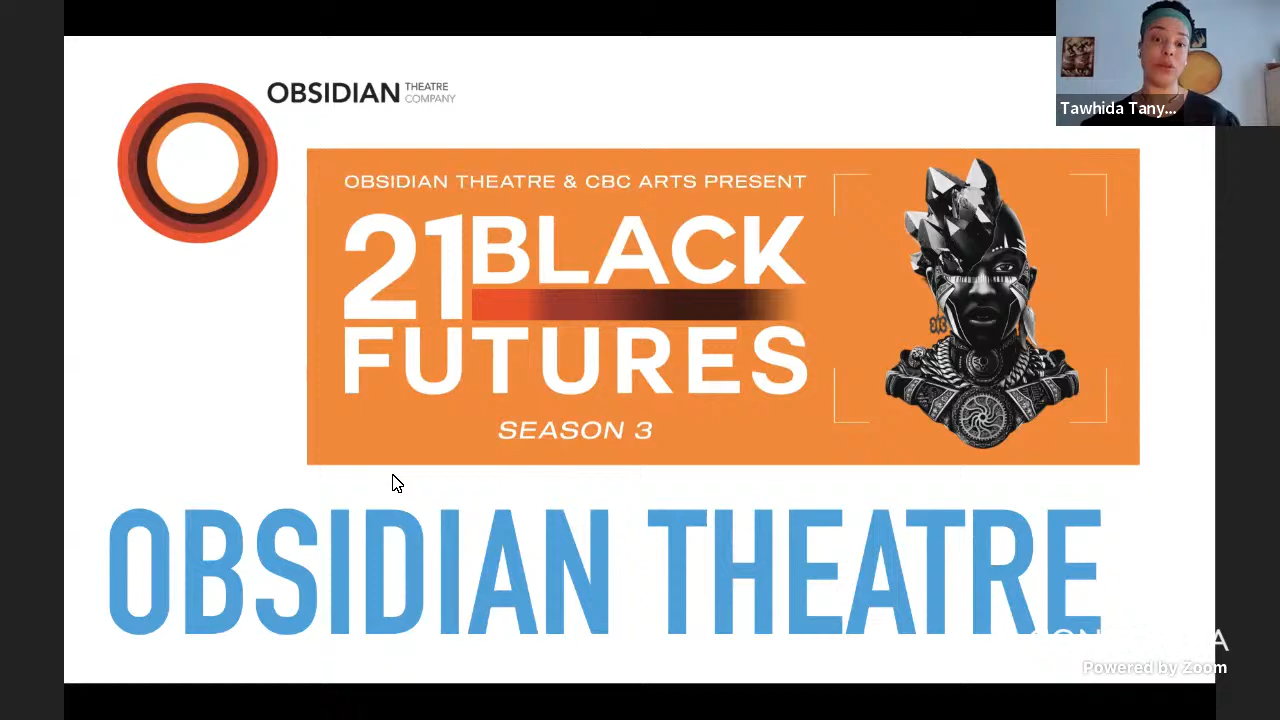 OBSIDIAN THEATRE
COMPANY
Tawhida Tany...
OBSIDIAN THEATRE & CBC ARTS PRESENT
21 BLACK
FUTURES
SEASON 3
OBSIDIAN THEATRE
Powered by Zoom